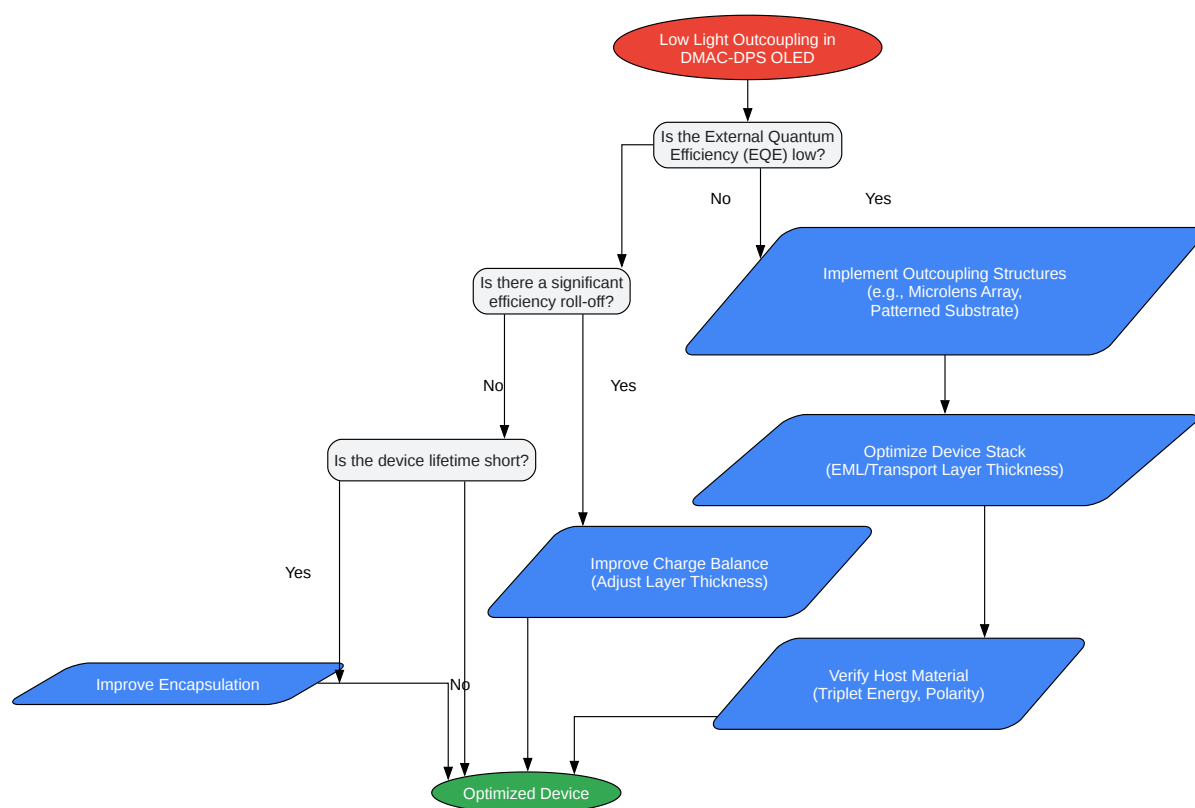 Low Light Outcoupling in
DMAC-DPS OLED
Is the External Quantum
Efficiency (EQE) low?
No
Yes
Implement Outcoupling Structures
(e.g., Microlens Array,
Patterned Substrate)
Is there a significant
efficiency roll-off?
No
Yes
Optimize Device Stack
(EML/Transport Layer Thickness)
Is the device lifetime short?
Improve Charge Balance
(Adjust Layer Thickness)
Yes
Verify Host Material
(Triplet Energy, Polarity)
Improve Encapsulation
No
Optimized Device